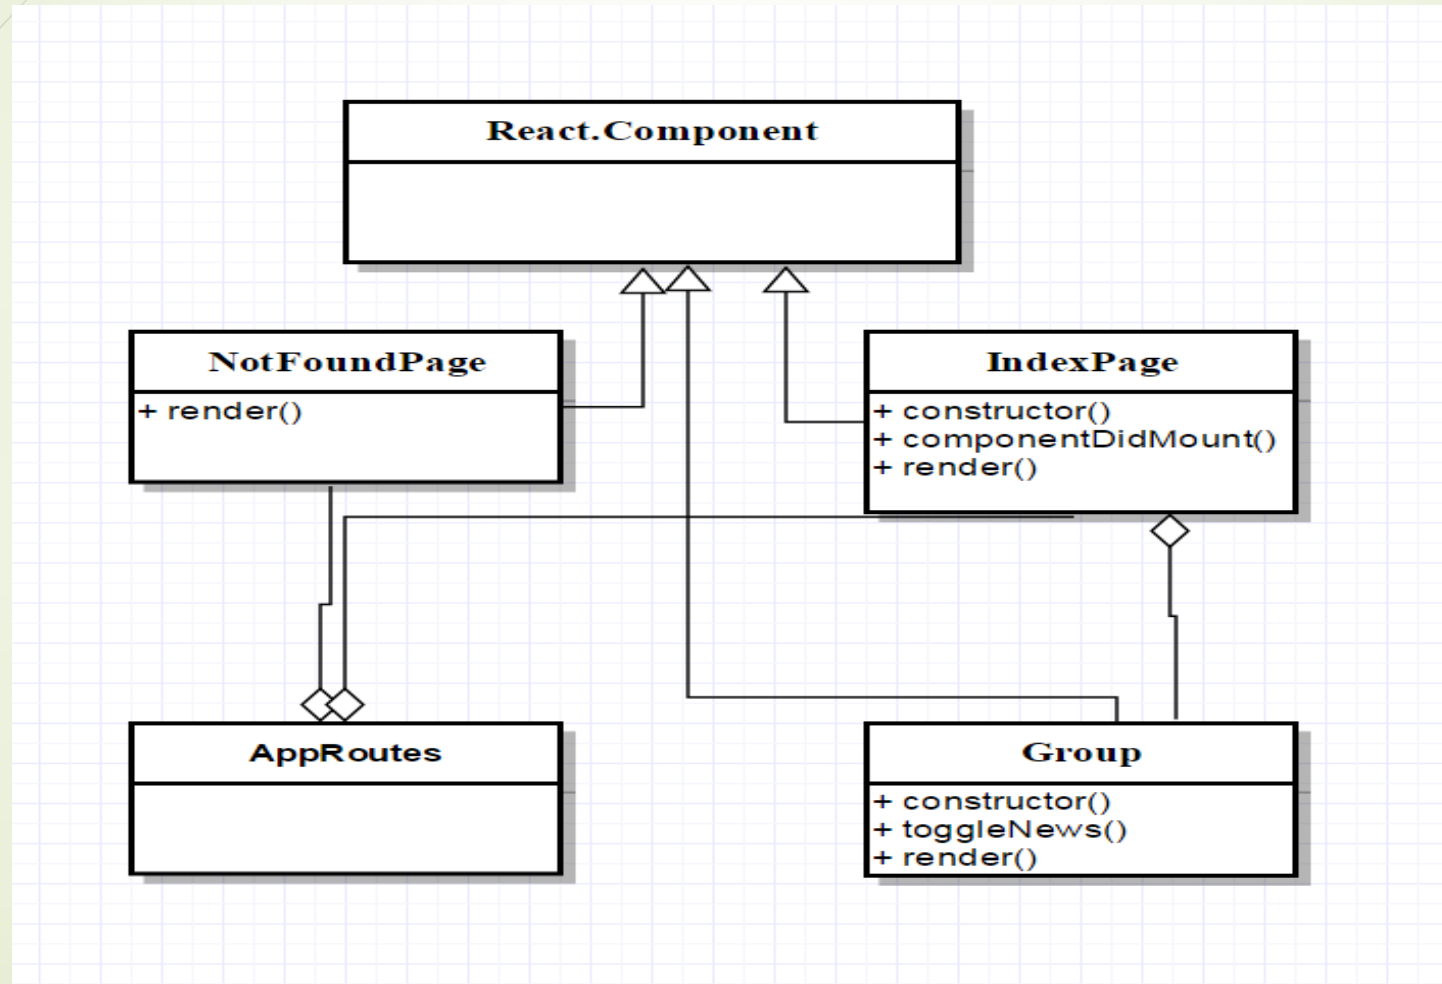 React.Component
NotFoundPage
+ render()
IndexPage
+ constructor()
+ componentDidMount()
+ render()
AppRoutes
Group
+ constructor()
+ toggleNews()
+ render()